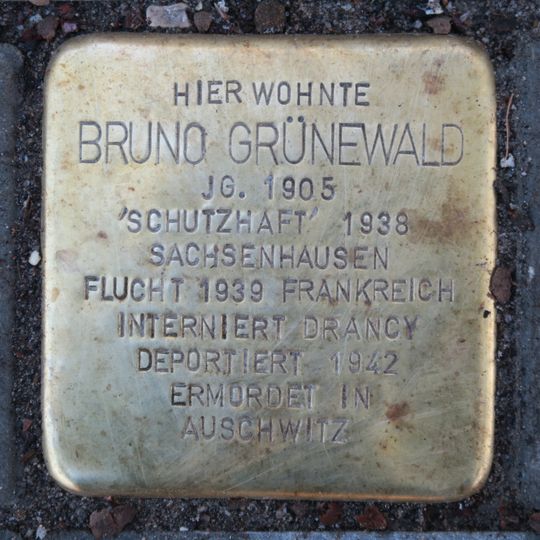 HIER WOHNTE
BRUNO GRÜNEWALD
JG. 1905
'SCHUTZHAFT' 1938
SACHSENHAUSEN
FLUCHT 1939 FRANKREICH
INTERNIERT DRANCY
DEPORTIERT 1942
ERMORDET IN
AUSCHWITZ